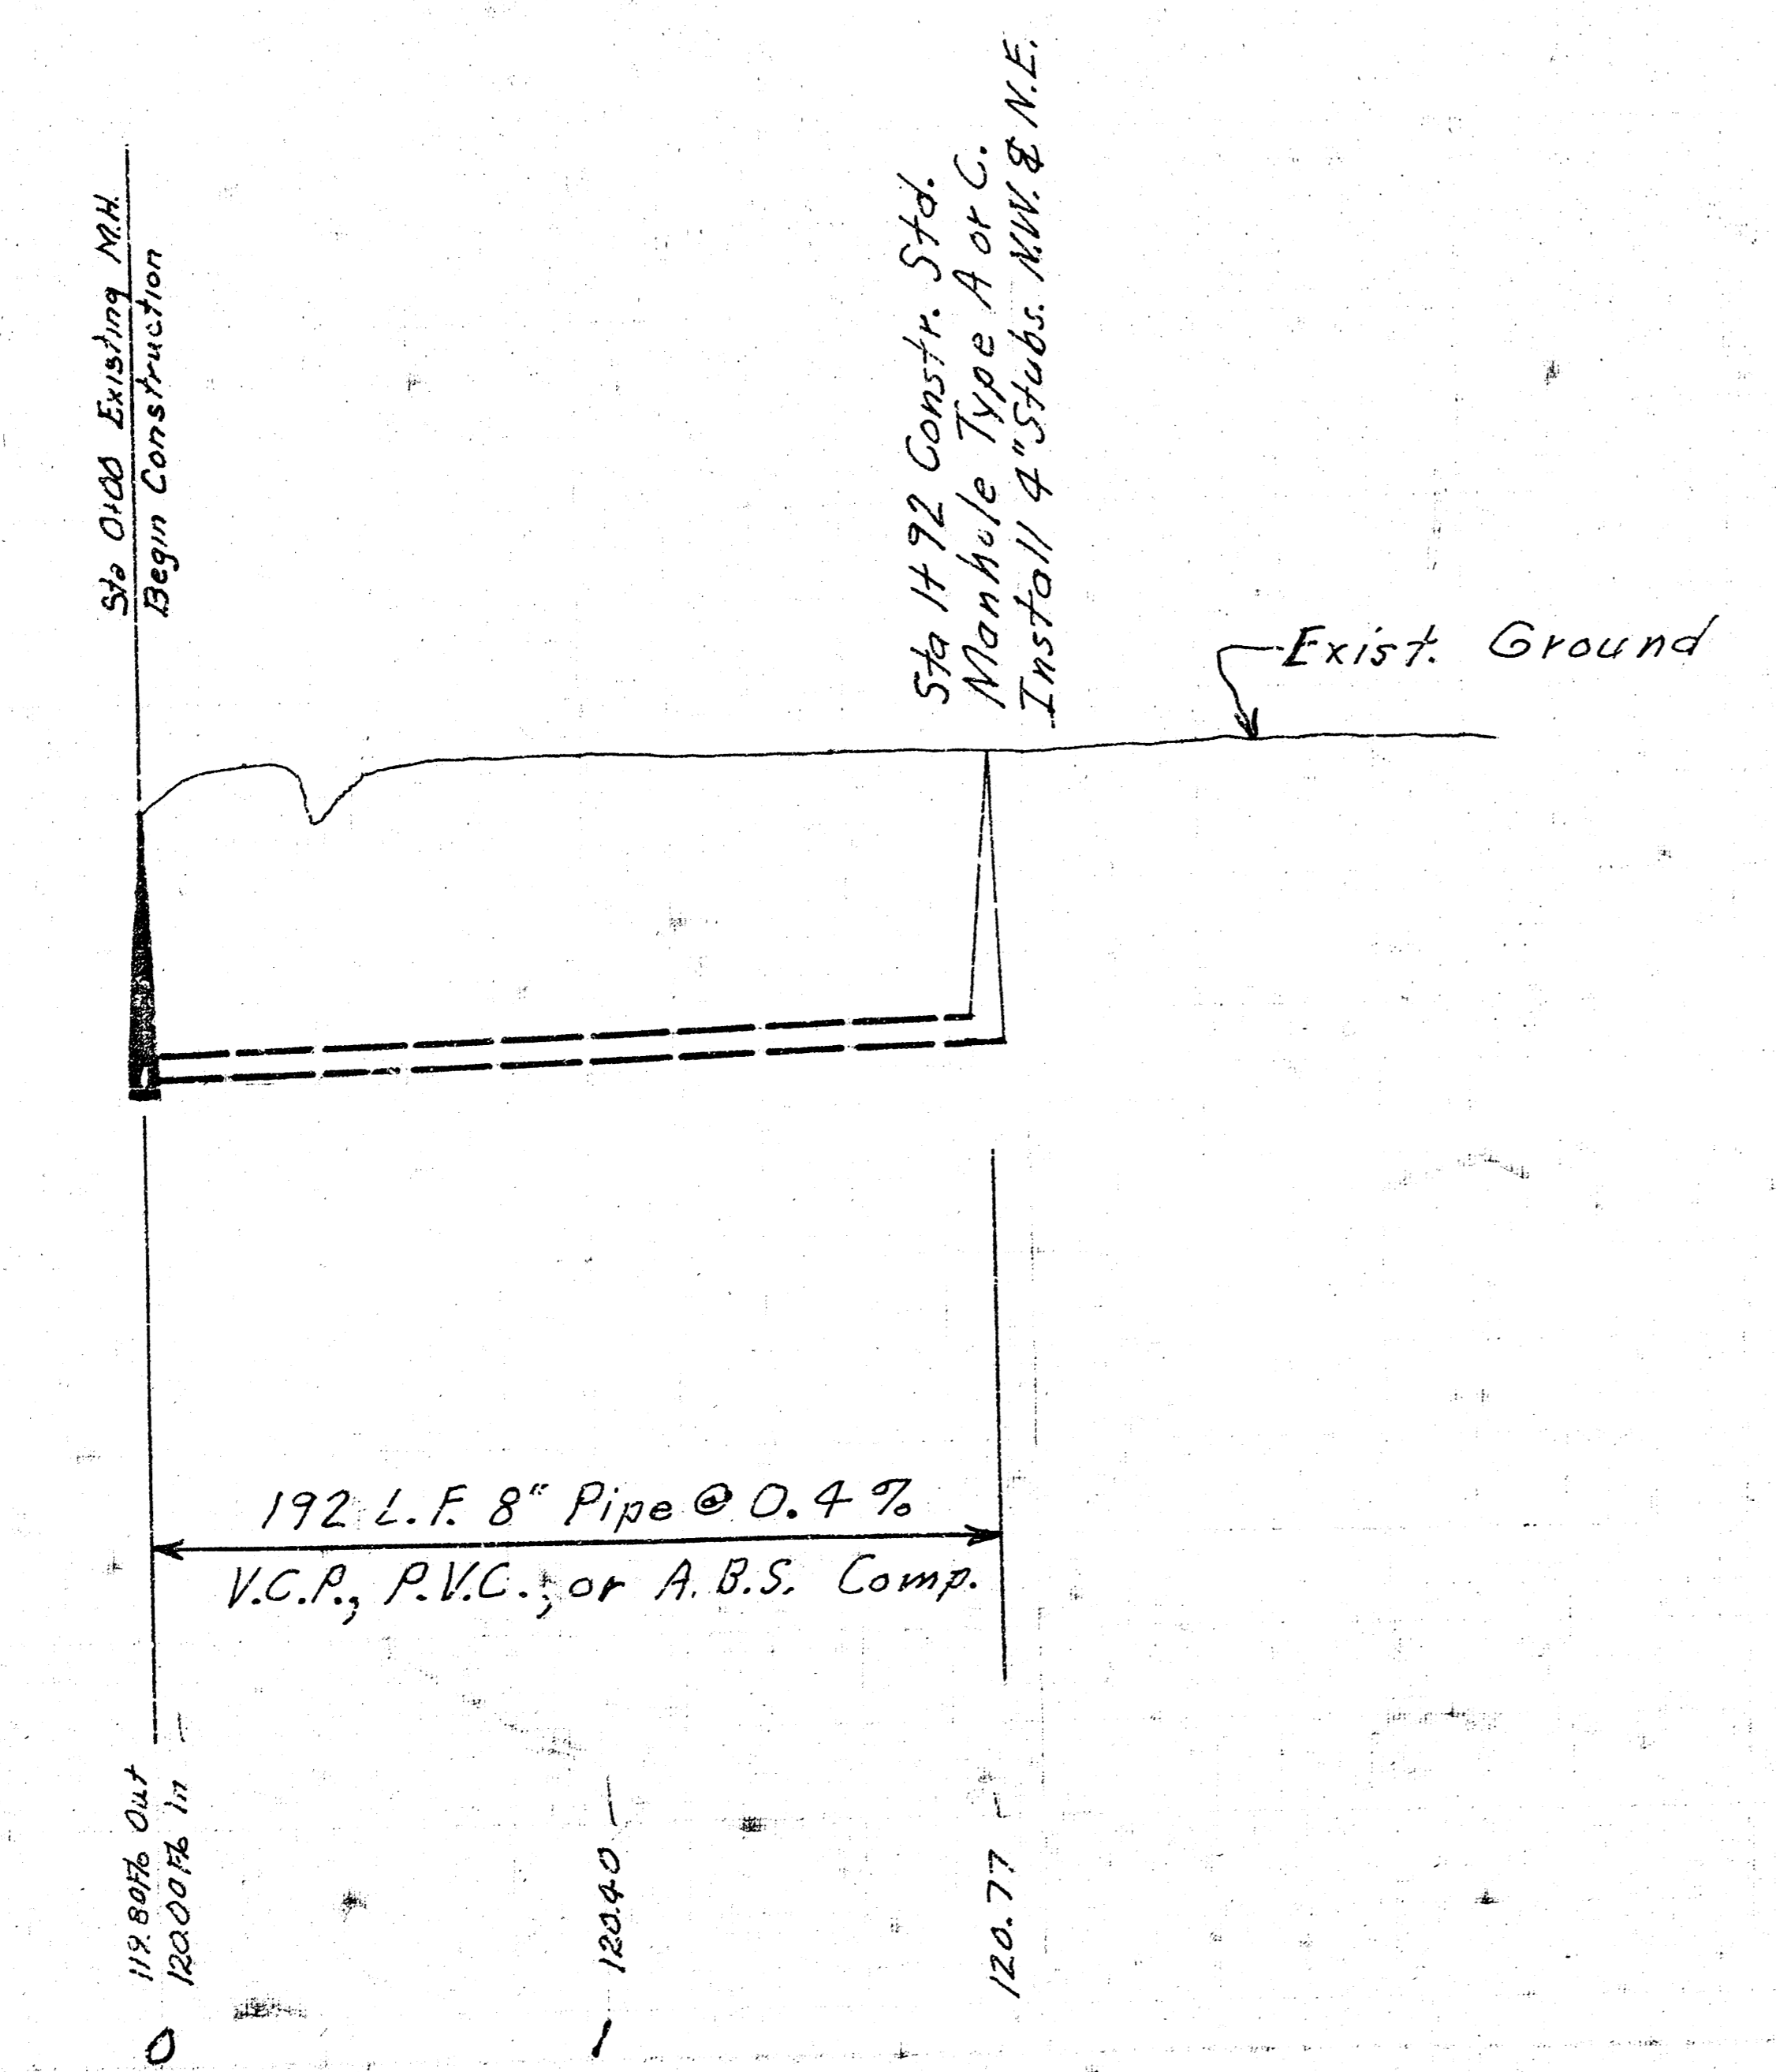 Sta 0+00 Existing M.H.
Begin Construction
Sta 1+92 Constr. Std.
Manhole Type A or C.
Install 4" Stubs. N.W. & N.E.
Exist. Ground
192 L.F. 8" Pipe @ 0.4 %
V.C.P., P.V.C., or A.B.S. Comp.
119.80 Out
120.00 In
120.40
120.77
0
1